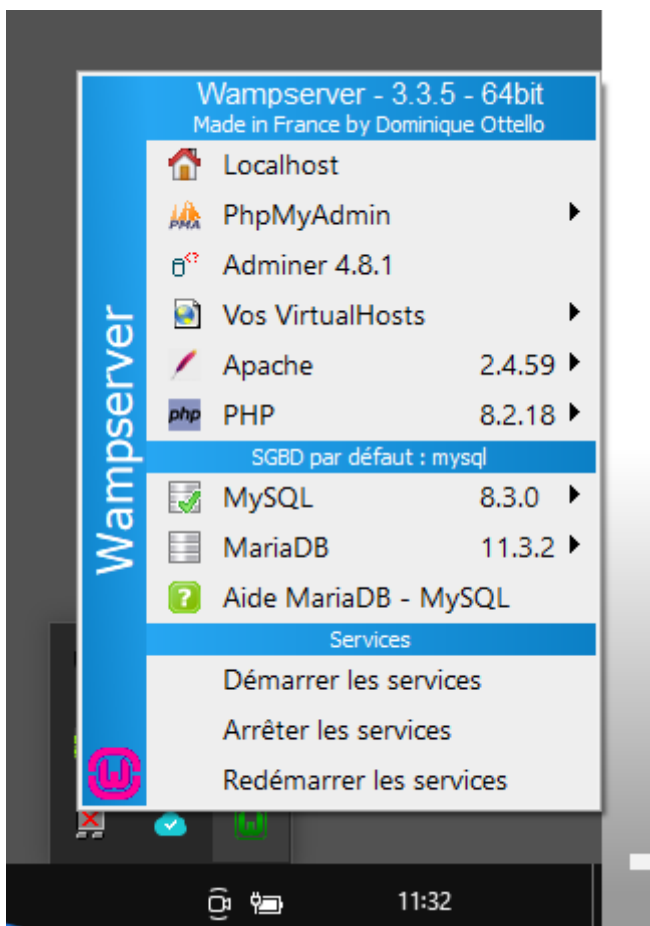 Wampserver - 3.3.5 - 64bit
Made in France by Dominique Ottello
Wampserver
Localhost
PMA PhpMyAdmin
Adminer 4.8.1
Vos VirtualHosts
Apache 2.4.59
php PHP 8.2.18
SGBD par défaut : mysql
MySQL 8.3.0
MariaDB 11.3.2
? Aide MariaDB - MySQL
Services
Démarrer les services
Arrêter les services
Redémarrer les services
11:32